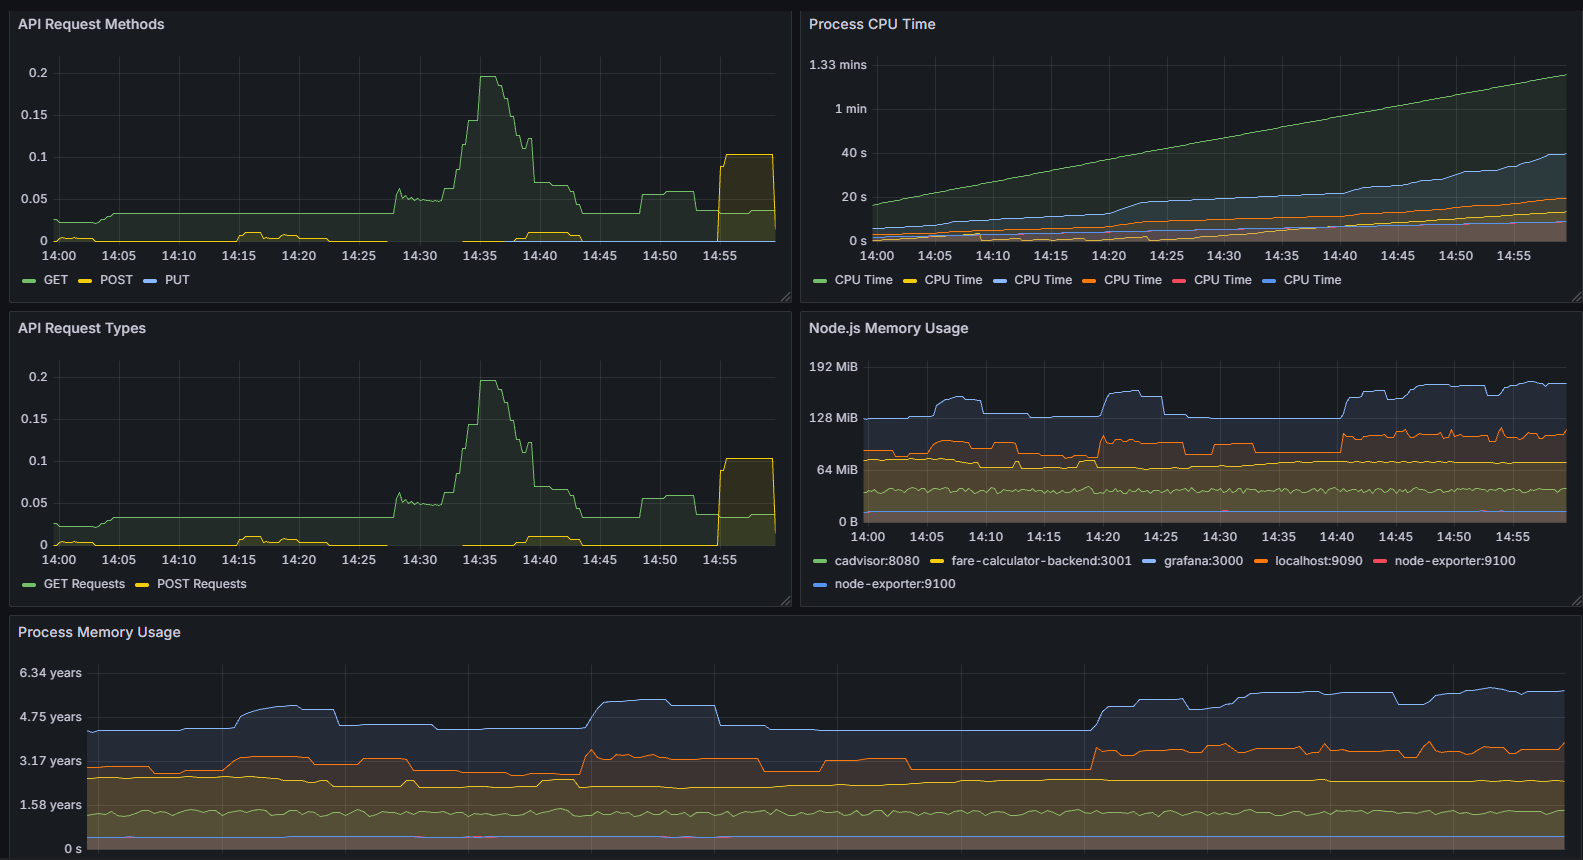 API Request Methods
0.2
0.15
0.1
0.05
0
14:00 14:05 14:10 14:15 14:20 14:25 14:30 14:35 14:40 14:45 14:50 14:55
GET POST PUT
Process CPU Time
1.33 mins
1 min
40 s
20 s
0 s
14:00 14:05 14:10 14:15 14:20 14:25 14:30 14:35 14:40 14:45 14:50 14:55
CPU Time CPU Time CPU Time CPU Time CPU Time CPU Time
API Request Types
0.2
0.15
0.1
0.05
0
14:00 14:05 14:10 14:15 14:20 14:25 14:30 14:35 14:40 14:45 14:50 14:55
GET Requests POST Requests
Node.js Memory Usage
192 MiB
128 MiB
64 MiB
0 B
14:00 14:05 14:10 14:15 14:20 14:25 14:30 14:35 14:40 14:45 14:50 14:55
cadvisor:8080 fare-calculator-backend:3001 grafana:3000 localhost:9090 node-exporter:9100
node-exporter:9100
Process Memory Usage
6.34 years
4.75 years
3.17 years
1.58 years
0 s